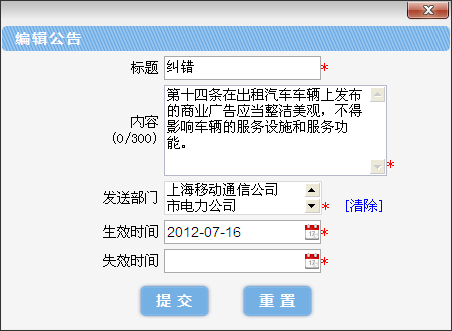 编辑公告
标题 纠错 *
内容 (0/300) 第十四条在出租汽车车辆上发布
的商业广告应当整洁美观，不得
影响车辆的服务设施和服务功
能。 *
发送部门 上海移动通信公司
市电力公司 * [清除]
生效时间 2012-07-16 *
失效时间 *
提 交 重 置